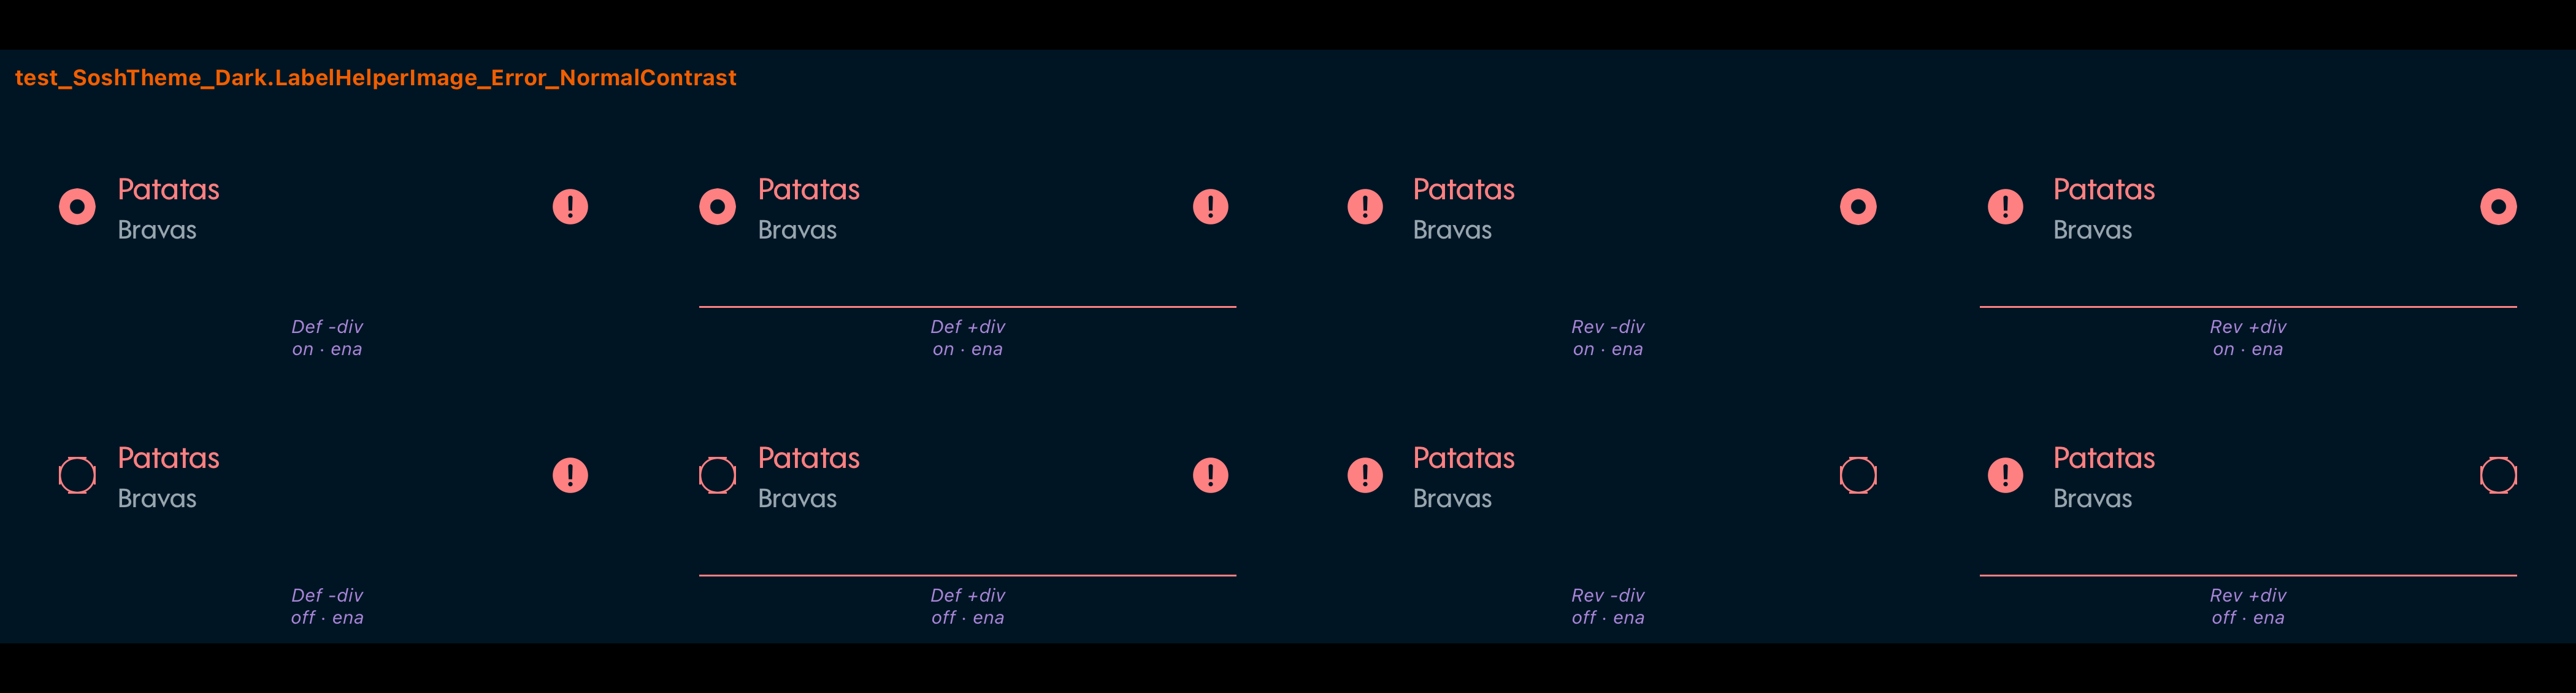 test_SoshTheme_Dark.LabelHelperImage_Error_NormalContrast
Patatas
Bravas
Patatas
Bravas
Patatas
Bravas
Patatas
Bravas
Def -div
on · ena
Def +div
on · ena
Rev -div
on · ena
Rev +div
on · ena
Patatas
Bravas
Patatas
Bravas
Patatas
Bravas
Patatas
Bravas
Def -div
off · ena
Def +div
off · ena
Rev -div
off · ena
Rev +div
off · ena